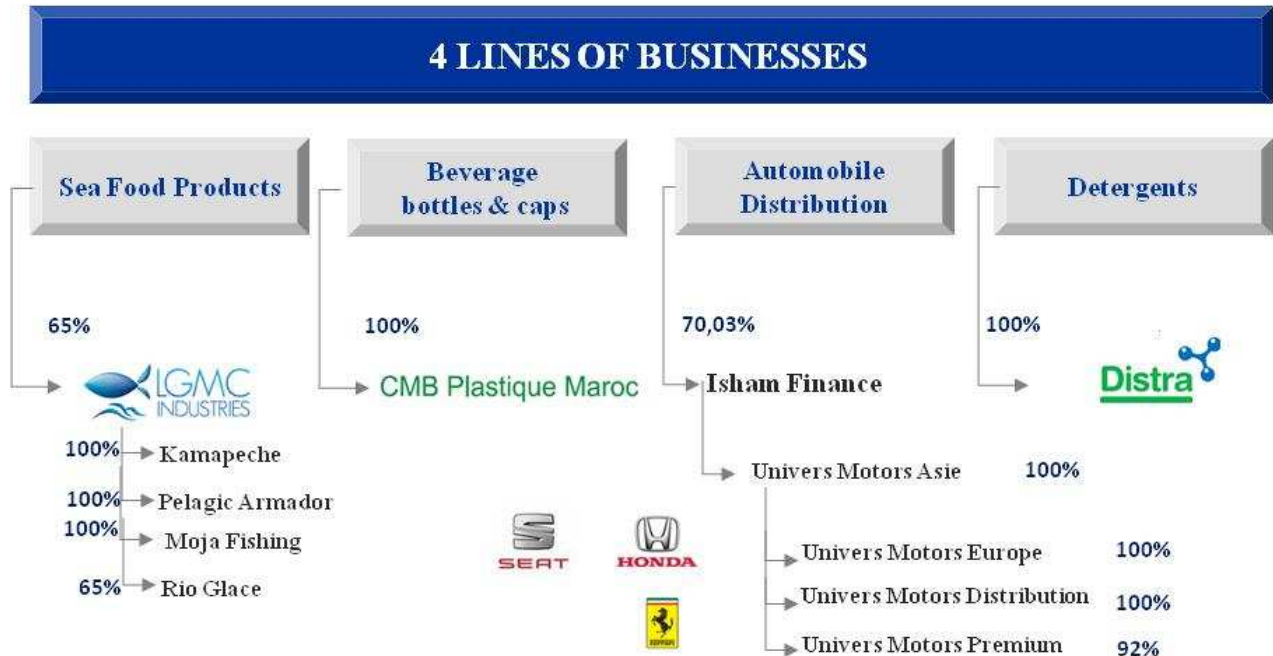 4 LINES OF BUSINESSES
Sea Food Products
Beverage
bottles & caps
Automobile
Distribution
Detergents
65%
100%
70,03%
100%
LGMC
INDUSTRIES
CMB Plastique Maroc
Isham Finance
Distra
100% Kamapeche
100% Pelagic Armador
100% Moja Fishing
65% Rio Glace
Univers Motors Asie 100%
SEAT
HONDA
Univers Motors Europe 100%
Univers Motors Distribution 100%
Univers Motors Premium 92%